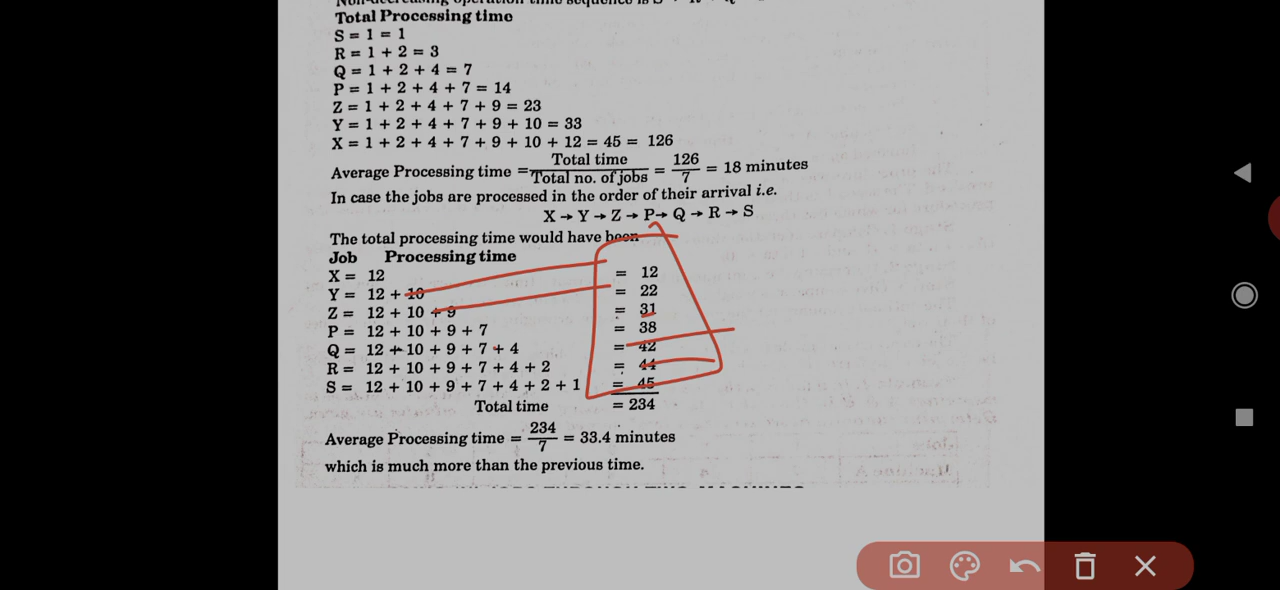 Non-decreasing operation time sequence is S → R → Q →
Total Processing time
S = 1 = 1
R = 1 + 2 = 3
Q = 1 + 2 + 4 = 7
P = 1 + 2 + 4 + 7 = 14
Z = 1 + 2 + 4 + 7 + 9 = 23
Y = 1 + 2 + 4 + 7 + 9 + 10 = 33
X = 1 + 2 + 4 + 7 + 9 + 10 + 12 = 45 = 126
Average Processing time = Total time / Total no. of jobs = 126 / 7 = 18 minutes
In case the jobs are processed in the order of their arrival i.e.
X → Y → Z → P → Q → R → S
The total processing time would have been
Job Processing time
X = 12 = 12
Y = 12 + 10 = 22
Z = 12 + 10 + 9 = 31
P = 12 + 10 + 9 + 7 = 38
Q = 12 + 10 + 9 + 7 + 4 = 42
R = 12 + 10 + 9 + 7 + 4 + 2 = 44
S = 12 + 10 + 9 + 7 + 4 + 2 + 1 = 45
Total time = 234
Average Processing time = 234 / 7 = 33.4 minutes
which is much more than the previous time.